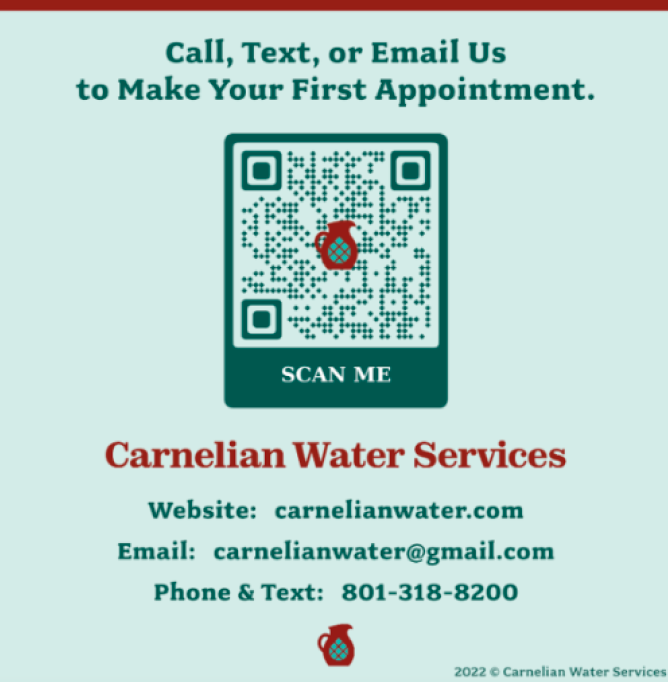 Call, Text, or Email Us
to Make Your First Appointment.
SCAN ME
Carnelian Water Services
Website: carnelianwater.com
Email: carnelianwater@gmail.com
Phone & Text: 801-318-8200
2022 © Carnelian Water Services